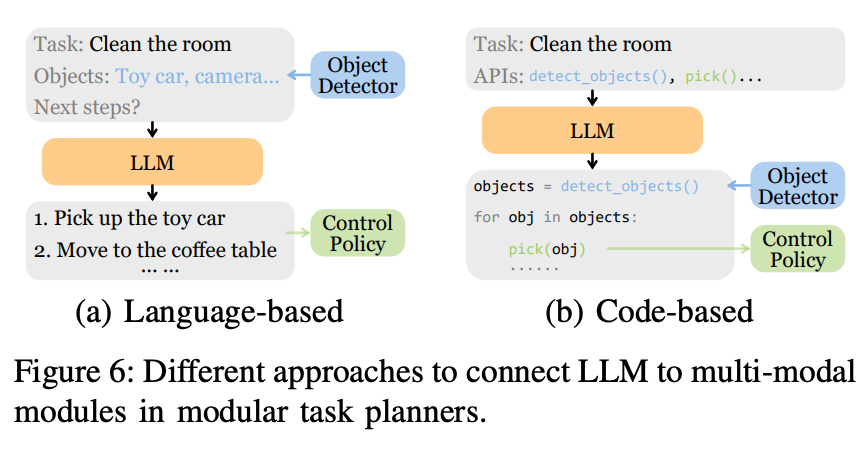 Task: Clean the room
Objects: Toy car, camera...
Next steps?
Object
Detector
LLM
1. Pick up the toy car
2. Move to the coffee table
... ...
Control
Policy
(a) Language-based
Task: Clean the room
APIs: detect_objects(), pick()...
LLM
objects = detect_objects()
for obj in objects:
pick(obj)
......
Object
Detector
Control
Policy
(b) Code-based
Figure 6: Different approaches to connect LLM to multi-modal
modules in modular task planners.